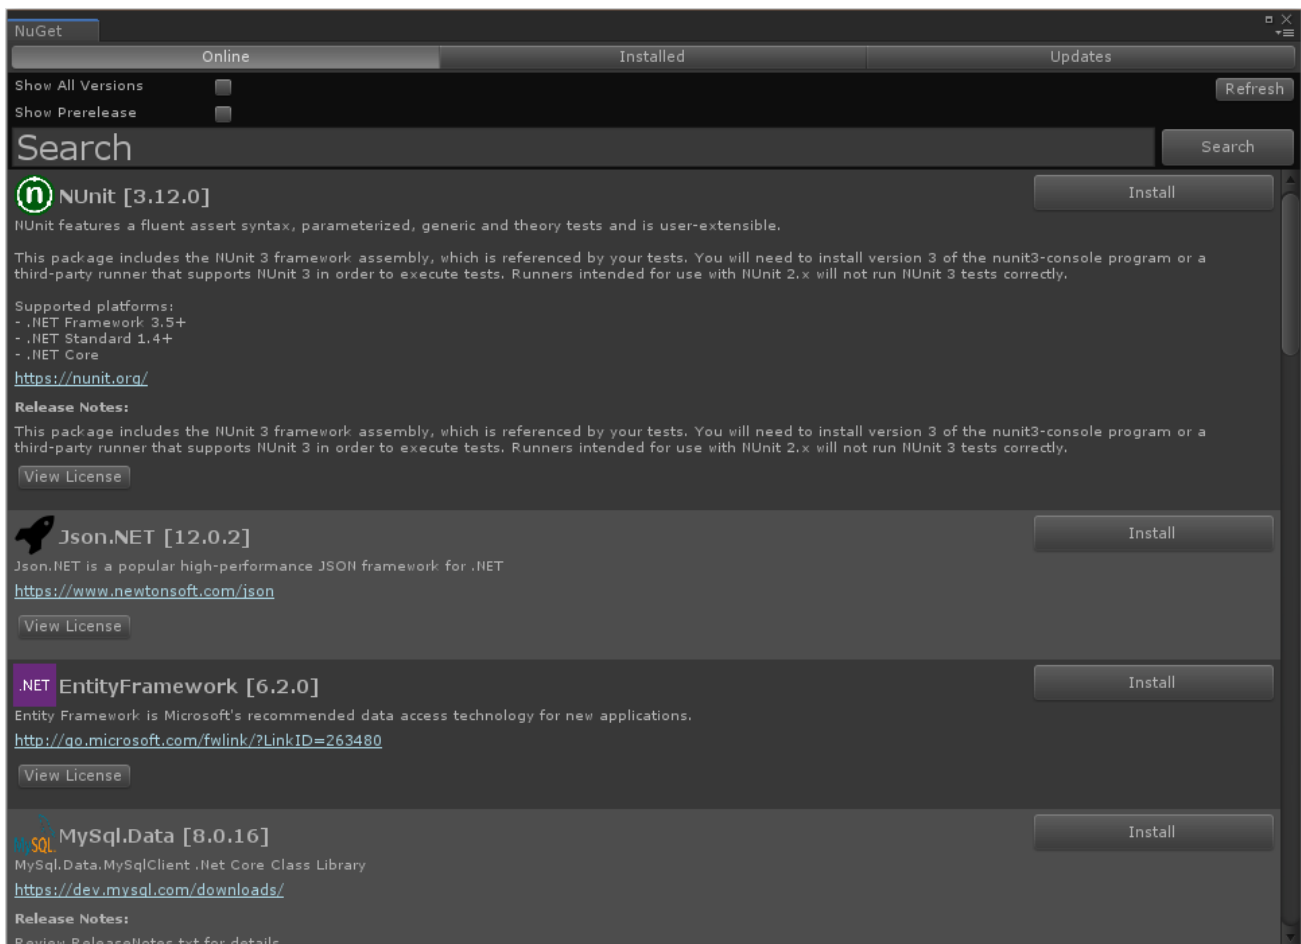 NuGet
Online Installed Updates
Show All Versions Refresh
Show Prerelease
Search Search
n NUnit [3.12.0] Install
NUnit features a fluent assert syntax, parameterized, generic and theory tests and is user-extensible.
This package includes the NUnit 3 framework assembly, which is referenced by your tests. You will need to install version 3 of the nunit3-console program or a
third-party runner that supports NUnit 3 in order to execute tests. Runners intended for use with NUnit 2.x will not run NUnit 3 tests correctly.
Supported platforms:
- .NET Framework 3.5+
- .NET Standard 1.4+
- .NET Core
https://nunit.org/
Release Notes:
This package includes the NUnit 3 framework assembly, which is referenced by your tests. You will need to install version 3 of the nunit3-console program or a
third-party runner that supports NUnit 3 in order to execute tests. Runners intended for use with NUnit 2.x will not run NUnit 3 tests correctly.
View License
Json.NET [12.0.2] Install
Json.NET is a popular high-performance JSON framework for .NET
https://www.newtonsoft.com/json
View License
.NET EntityFramework [6.2.0] Install
Entity Framework is Microsoft's recommended data access technology for new applications.
http://go.microsoft.com/fwlink/?LinkID=263480
View License
MySQL MySql.Data [8.0.16] Install
MySql.Data.MySqlClient .Net Core Class Library
https://dev.mysql.com/downloads/
Release Notes:
Review ReleaseNotes.txt for details